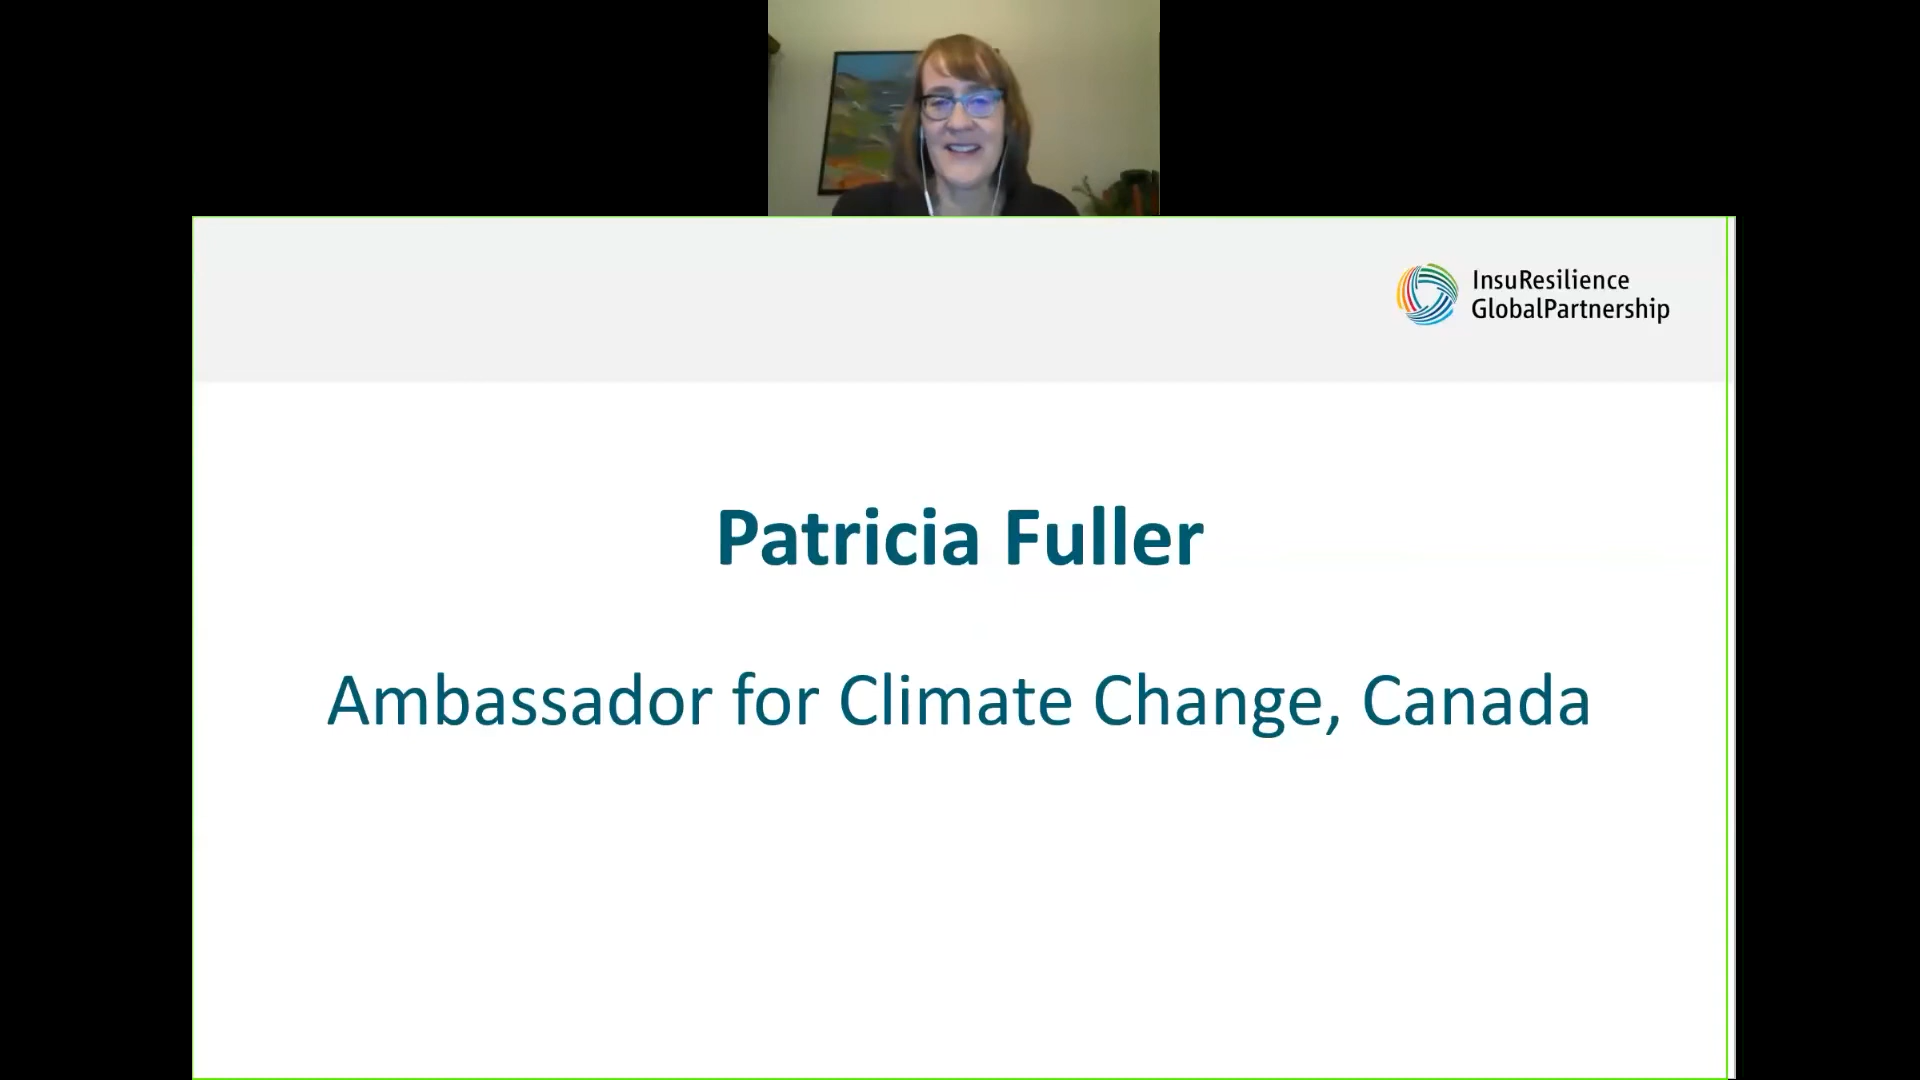 InsuResilience
GlobalPartnership
Patricia Fuller
Ambassador for Climate Change, Canada